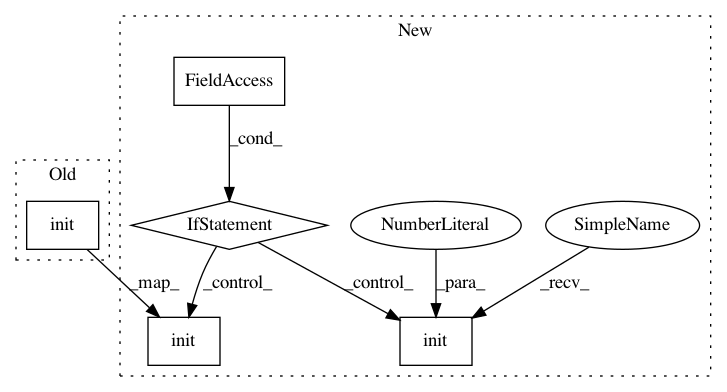 New
FieldAccess
_cond_
Old
init
IfStatement
NumberLiteral
SimpleName
_map_
_control_
_control_
_para_
_recv_
init
init